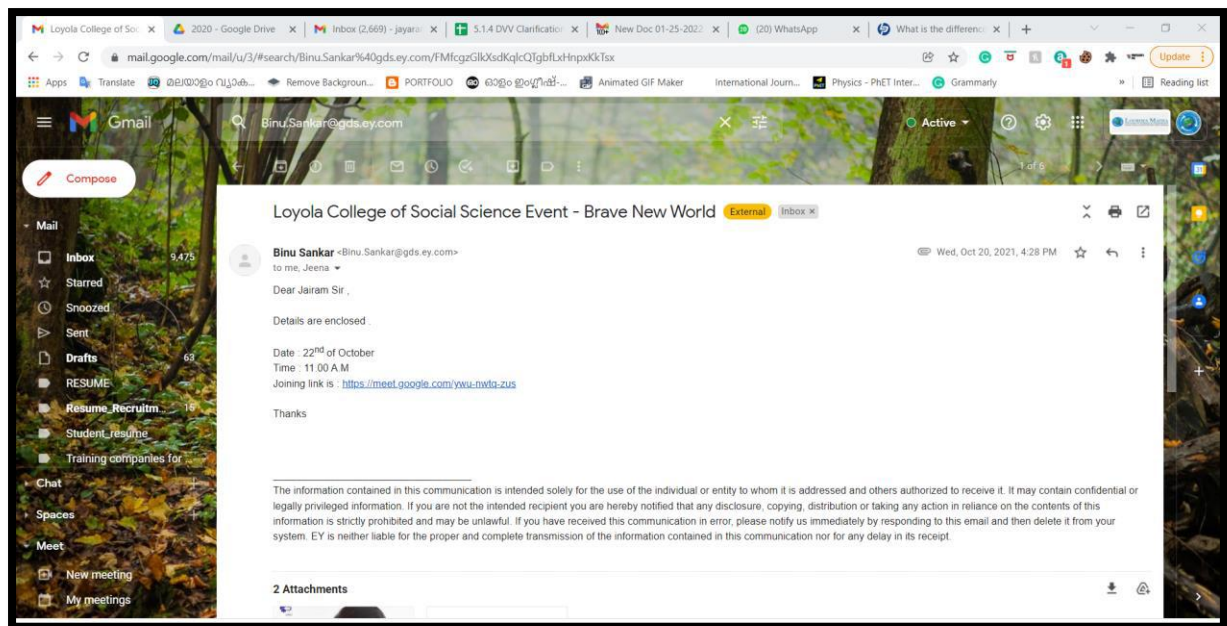 Loyola College of Soc
2020 - Google Drive
Inbox (2,669) - jayara
5.1.4 DVV Clarification
New Doc 01-25-2022
(20) WhatsApp
What is the differenc
mail.google.com/mail/u/3/#search/Binu.Sankar%40gds.ey.com/FMfcgzGlkXsdKqlcQTgbfLxHnpxKkTsx
Update
Apps
Translate
മലയാളം വ്യാക...
Remove Backgroun...
PORTFOLIO
ഓളം ഇംഗ്ലീഷ്-...
Animated GIF Maker
International Journ...
Physics - PhET Inter...
Grammarly
»
Reading list
Gmail
Binu.Sankar@gds.ey.com
Active
Compose
1 of 5
Mail
Inbox 9,475
Starred
Snoozed
Sent
Drafts 63
RESUME
Resume_Recruitm... 16
Student_resume
Training companies for ...
Chat
Spaces
Meet
New meeting
My meetings
Loyola College of Social Science Event - Brave New World External Inbox ×
Binu Sankar <Binu.Sankar@gds.ey.com> Wed, Oct 20, 2021, 4:28 PM
to me, Jeena
Dear Jairam Sir ,
Details are enclosed .
Date : 22nd of October
Time : 11.00 A.M
Joining link is : https://meet.google.com/ywu-nwtq-zus
Thanks
The information contained in this communication is intended solely for the use of the individual or entity to whom it is addressed and others authorized to receive it. It may contain confidential or
legally privileged information. If you are not the intended recipient you are hereby notified that any disclosure, copying, distribution or taking any action in reliance on the contents of this
information is strictly prohibited and may be unlawful. If you have received this communication in error, please notify us immediately by responding to this email and then delete it from your
system. EY is neither liable for the proper and complete transmission of the information contained in this communication nor for any delay in its receipt.
2 Attachments